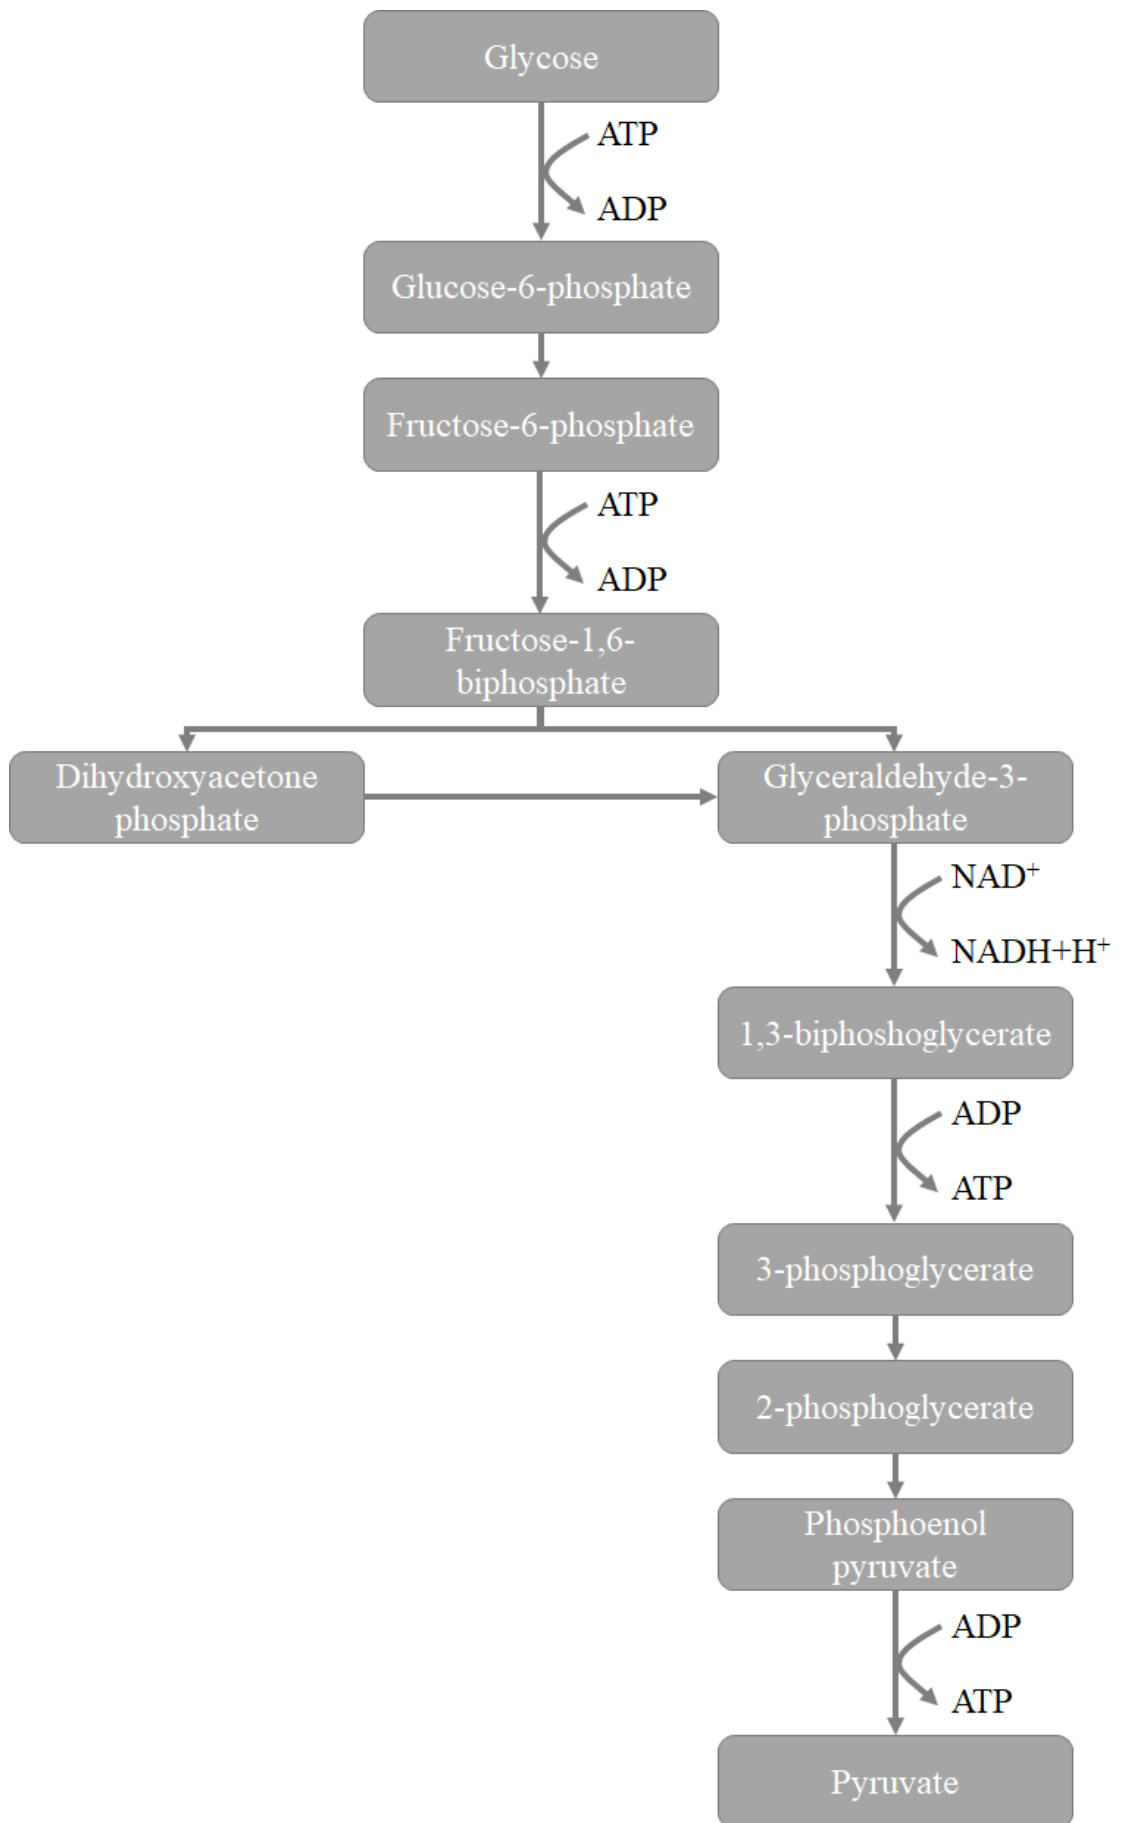 Glycose
ATP
ADP
Glucose-6-phosphate
Fructose-6-phosphate
ATP
ADP
Fructose-1,6-
biphosphate
Dihydroxyacetone
phosphate
Glyceraldehyde-3-
phosphate
NAD⁺
NADH+H⁺
1,3-biphoshoglycerate
ADP
ATP
3-phosphoglycerate
2-phosphoglycerate
Phosphoenol
pyruvate
ADP
ATP
Pyruvate